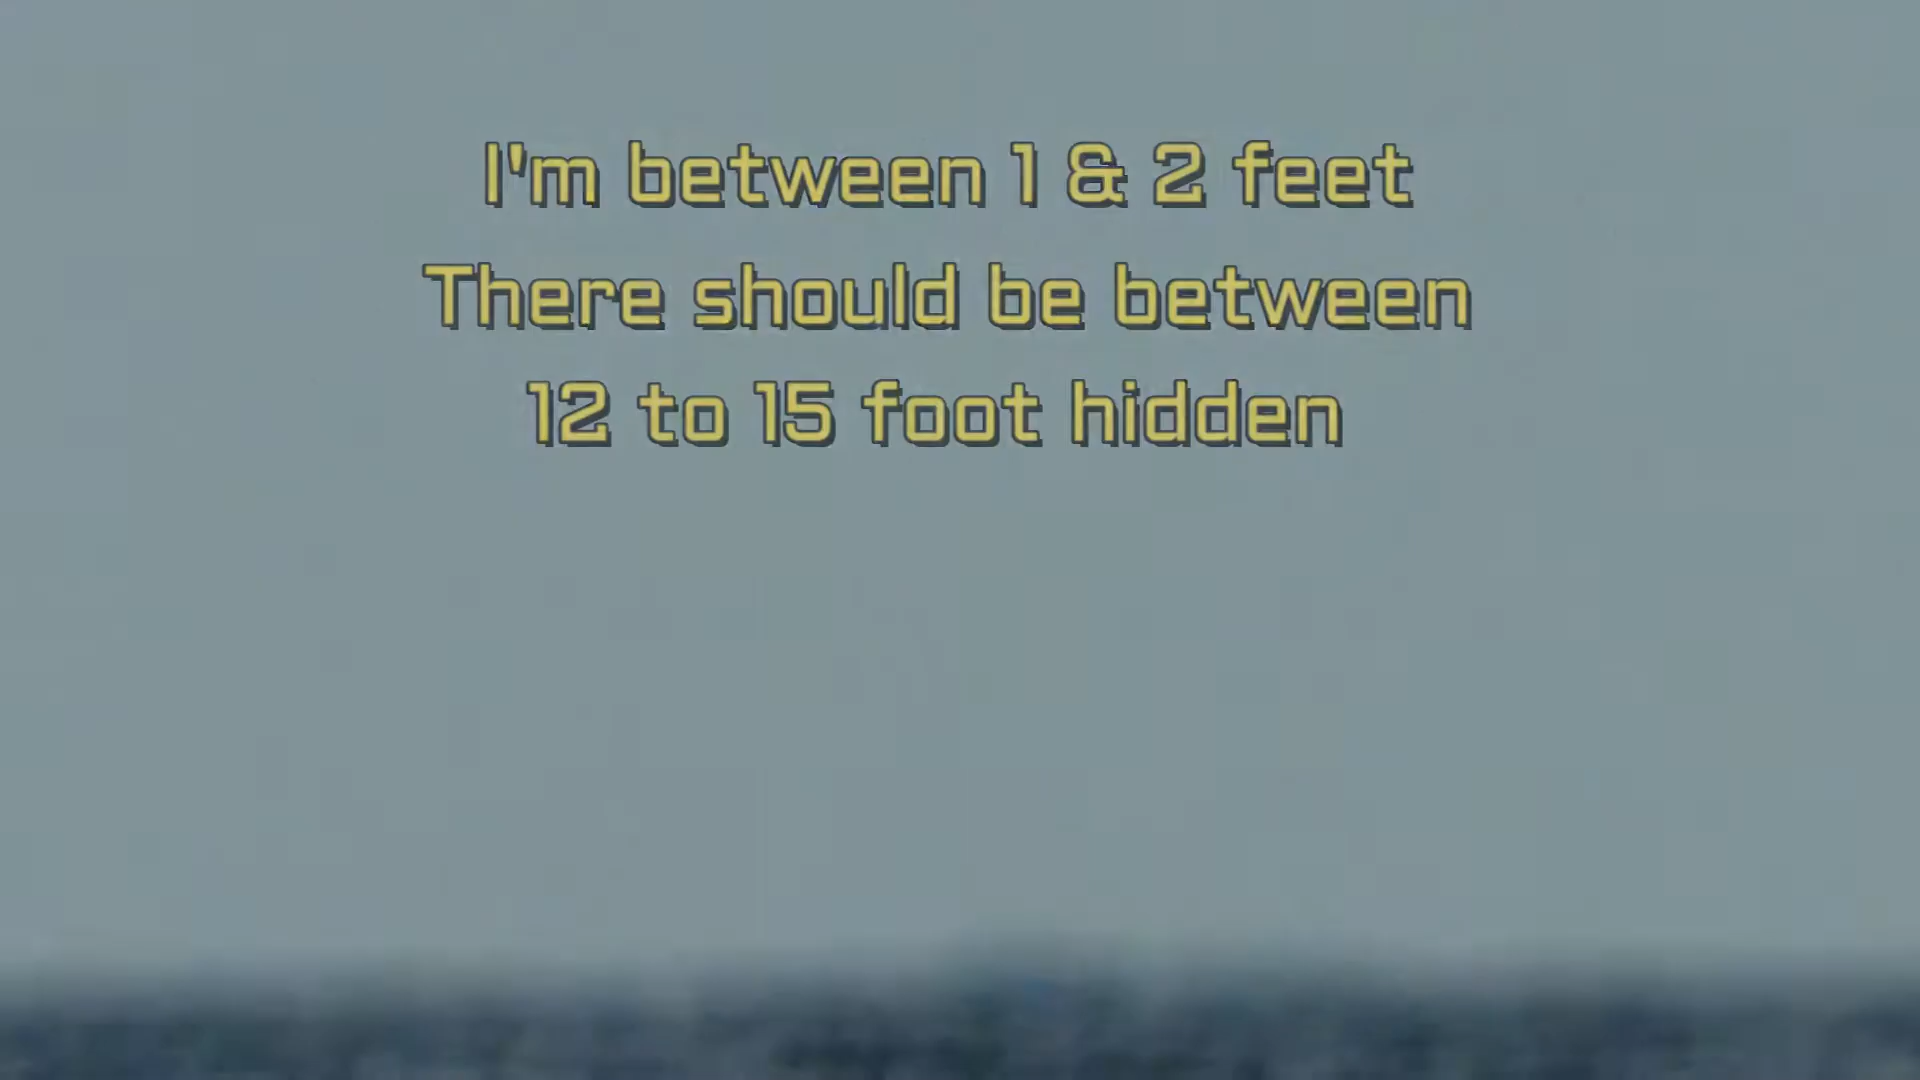 I'm between 1 & 2 feet
There should be between
12 to 15 foot hidden